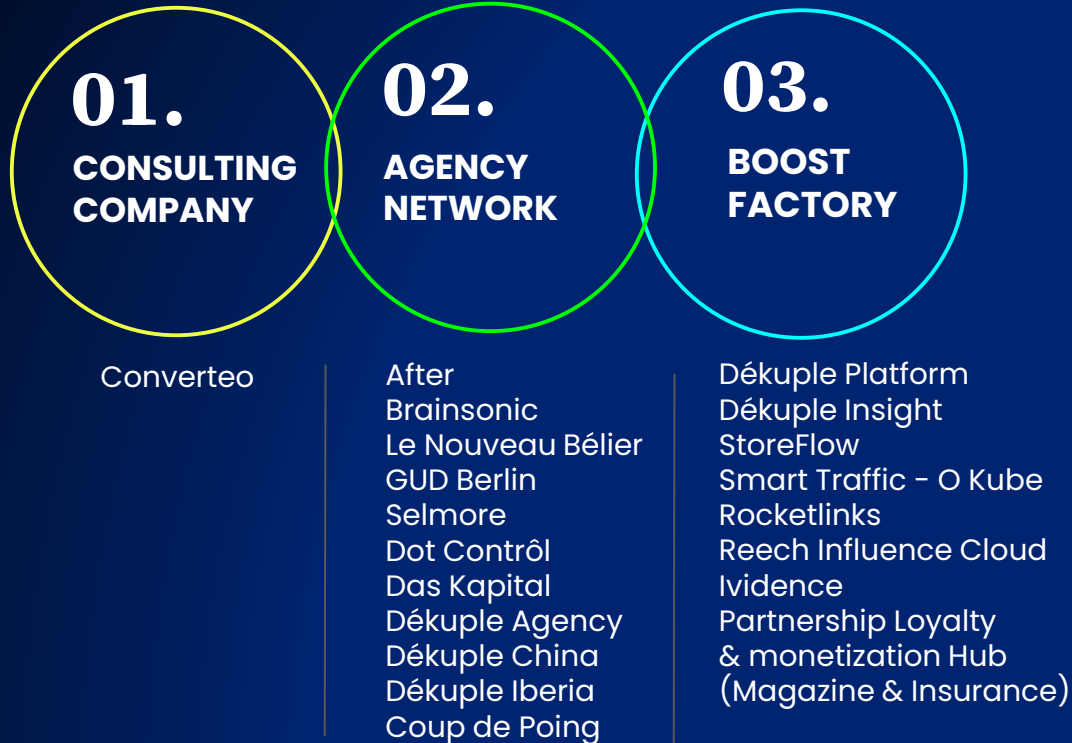 01.
CONSULTING
COMPANY
Converteo
02.
AGENCY
NETWORK
After
Brainsonic
Le Nouveau Bélier
GUD Berlin
Selmore
Dot Contrôl
Das Kapital
Dékuple Agency
Dékuple China
Dékuple Iberia
Coup de Poing
03.
BOOST
FACTORY
Dékuple Platform
Dékuple Insight
StoreFlow
Smart Traffic - O Kube
Rocketlinks
Reech Influence Cloud
Ividence
Partnership Loyalty
& monetization Hub
(Magazine & Insurance)